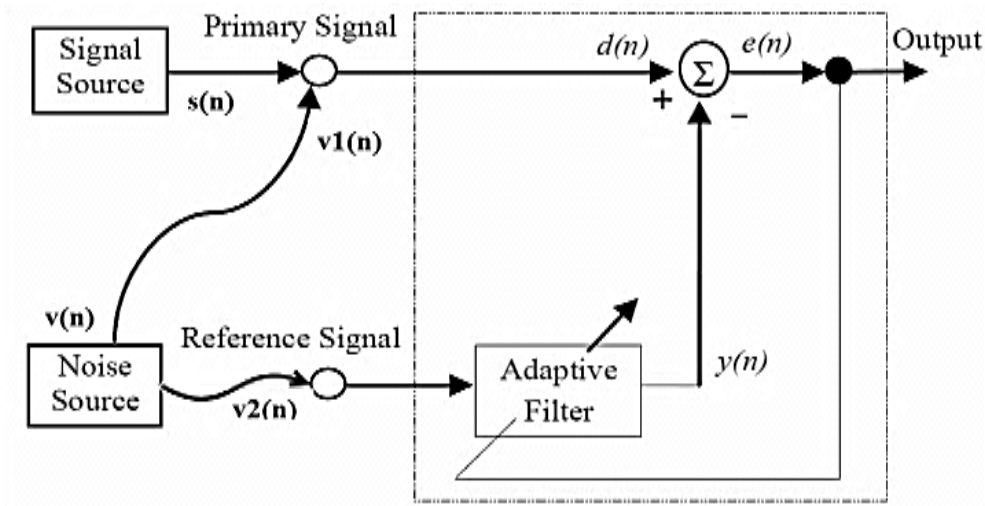 Primary Signal
Signal
Source
s(n)
v1(n)
d(n)
Σ
e(n)
Output
+
−
v(n)
Noise
Source
Reference Signal
v2(n)
Adaptive
Filter
y(n)